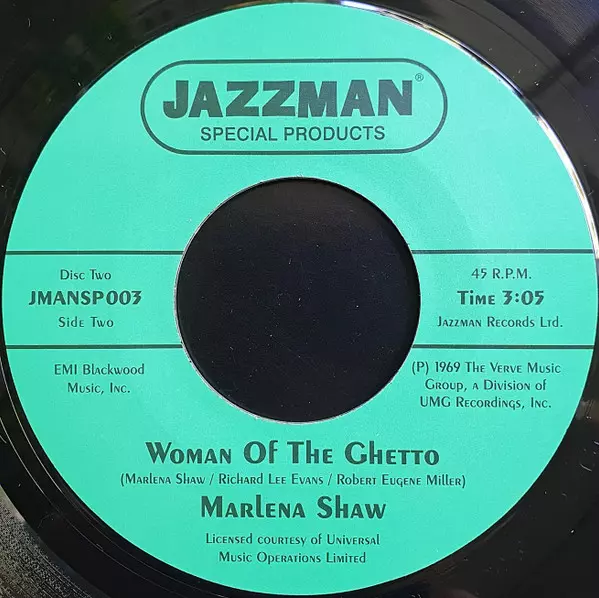 JAZZMAN®
SPECIAL PRODUCTS
Disc Two
JMANSP003
Side Two
45 R.P.M.
Time 3:05
Jazzman Records Ltd.
EMI Blackwood
Music, Inc.
(P) 1969 The Verve Music
Group, a Division of
UMG Recordings, Inc.
Woman Of The Ghetto
(Marlena Shaw / Richard Lee Evans / Robert Eugene Miller)
Marlena Shaw
Licensed courtesy of Universal
Music Operations Limited